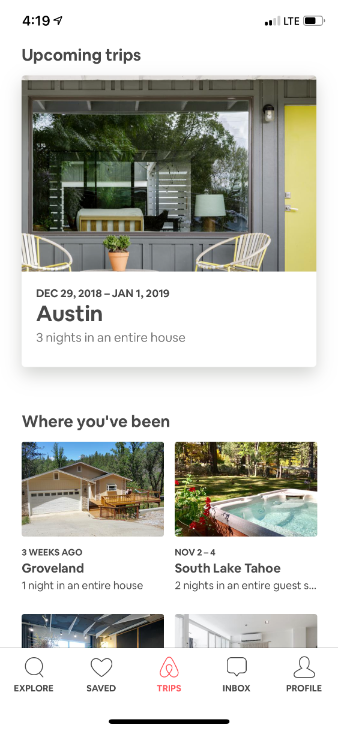 4:19
LTE
Upcoming trips
DEC 29, 2018 – JAN 1, 2019
Austin
3 nights in an entire house
Where you've been
3 WEEKS AGO
Groveland
1 night in an entire house
NOV 2 – 4
South Lake Tahoe
2 nights in an entire guest s...
EXPLORE
SAVED
TRIPS
INBOX
PROFILE